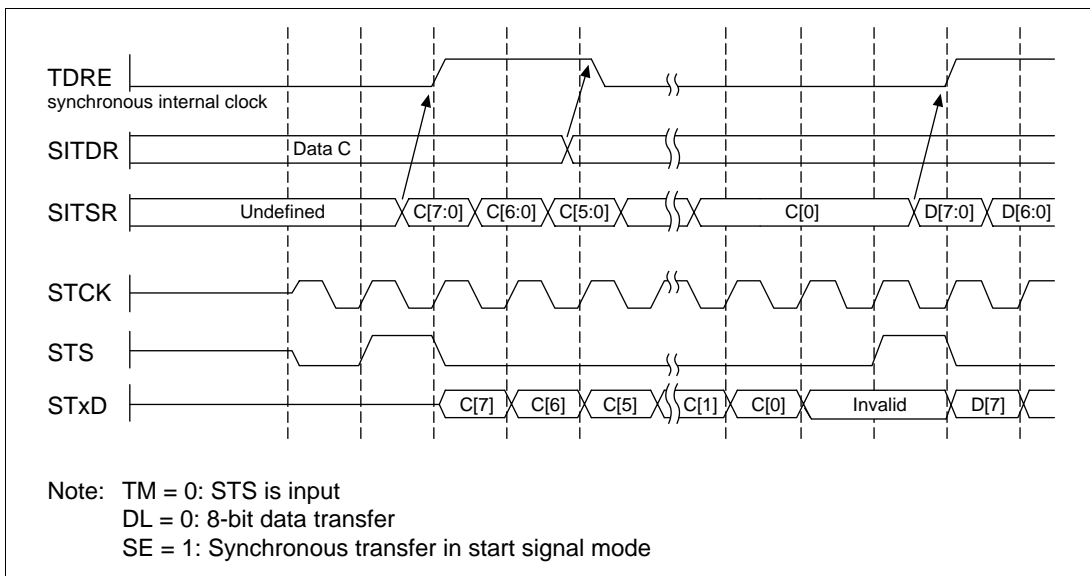 TDRE
synchronous internal clock
SITDR
Data C
SITSR
Undefined C[7:0] C[6:0] C[5:0] C[0] D[7:0] D[6:0]
STCK
STS
STxD
C[7] C[6] C[5] C[1] C[0] Invalid D[7]
Note: TM = 0: STS is input
DL = 0: 8-bit data transfer
SE = 1: Synchronous transfer in start signal mode